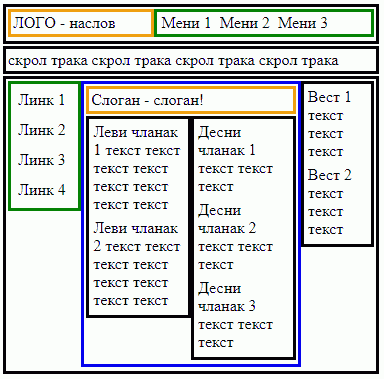 ЛОГО - наслов
Мени 1 Мени 2 Мени 3
скрол трака скрол трака скрол трака скрол трака
Линк 1
Линк 2
Линк 3
Линк 4
Слоган - слоган!
Леви чланак
1 текст текст
текст текст
текст текст
текст текст
Леви чланак
2 текст текст
текст текст
текст текст
текст текст
Десни
чланак 1
текст текст
текст
Десни
чланак 2
текст текст
текст
Десни
чланак 3
текст текст
текст
Вест 1
текст
текст
текст
Вест 2
текст
текст
текст